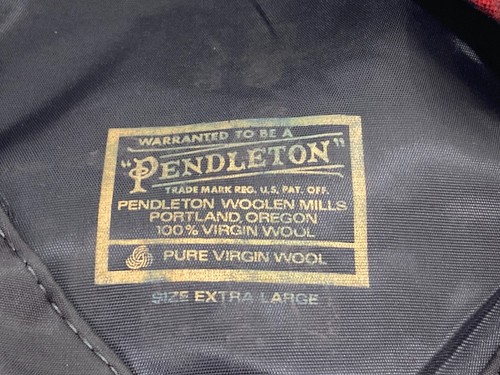 WARRANTED TO BE A
"PENDLETON"
TRADE MARK REG. U.S. PAT. OFF.
PENDLETON WOOLEN MILLS
PORTLAND, OREGON
100% VIRGIN WOOL
PURE VIRGIN WOOL
SIZE EXTRA LARGE